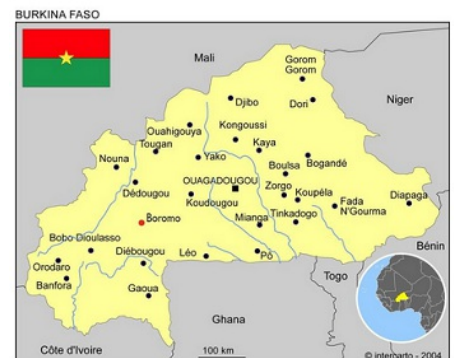 BURKINA FASO
Mali
Gorom
Gorom
Niger
Djibo
Dori
Ouahigouya
Kongoussi
Tougan
Kaya
Nouna
Yako
Bogandé
Boulsa
OUAGADOUGOU
Zorgo
Koupéla
Diapaga
Dédougou
Koudougou
Fada
N'Gourma
Boromo
Mianga
Tinkadogo
Bobo Dioulasso
Bénin
Diébougou
Léo
Pô
Orodaro
Banfora
Togo
Gaoua
Ghana
Côte d'Ivoire
100 km
© intercarto - 2004